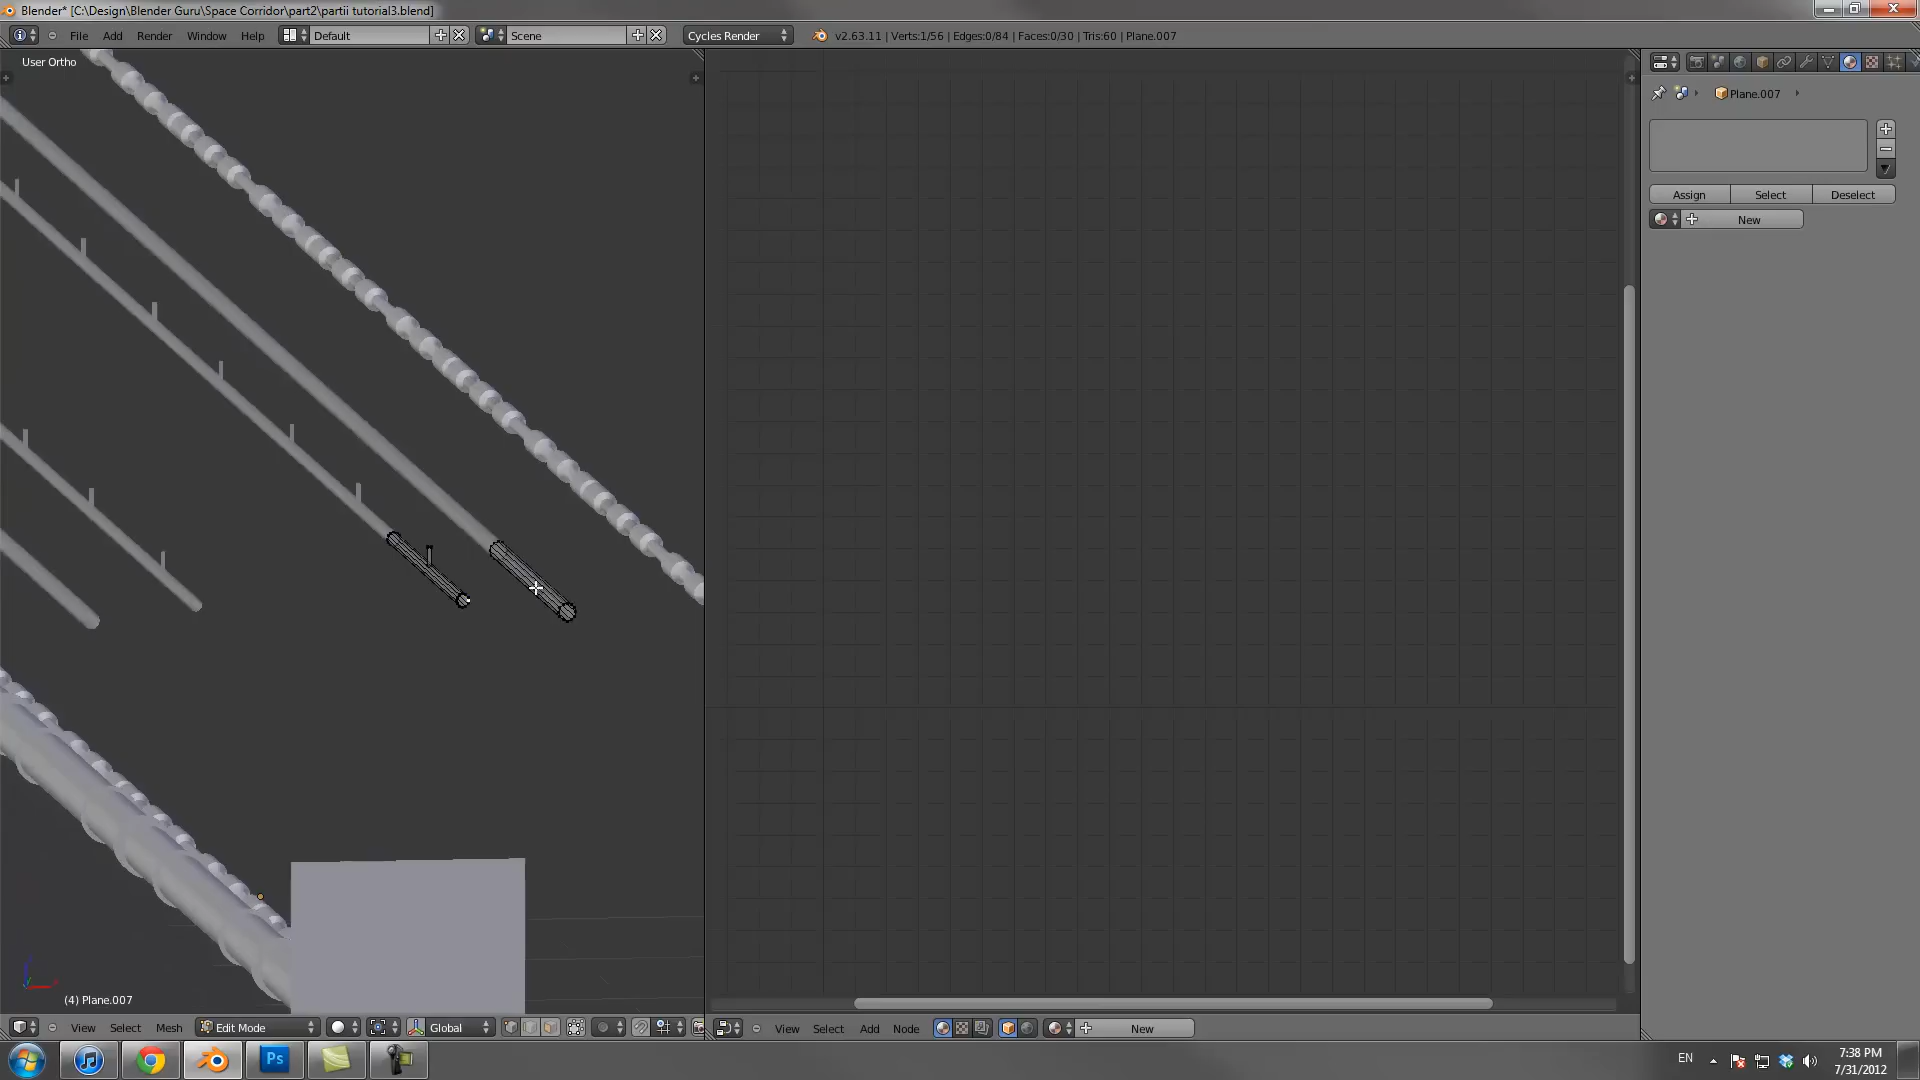 Blender* [C:\Design\Blender Guru\Space Corridor\part2\partii tutorial3.blend]
File Add Render Window Help Default Scene Cycles Render v2.63.11 | Verts:1/56 | Edges:0/84 | Faces:0/30 | Tris:60 | Plane.007
User Ortho
Plane.007
Assign Select Deselect
New
(4) Plane.007
View Select Mesh Edit Mode Global View Select Add Node New
Ps
EN
7:38 PM
7/31/2012